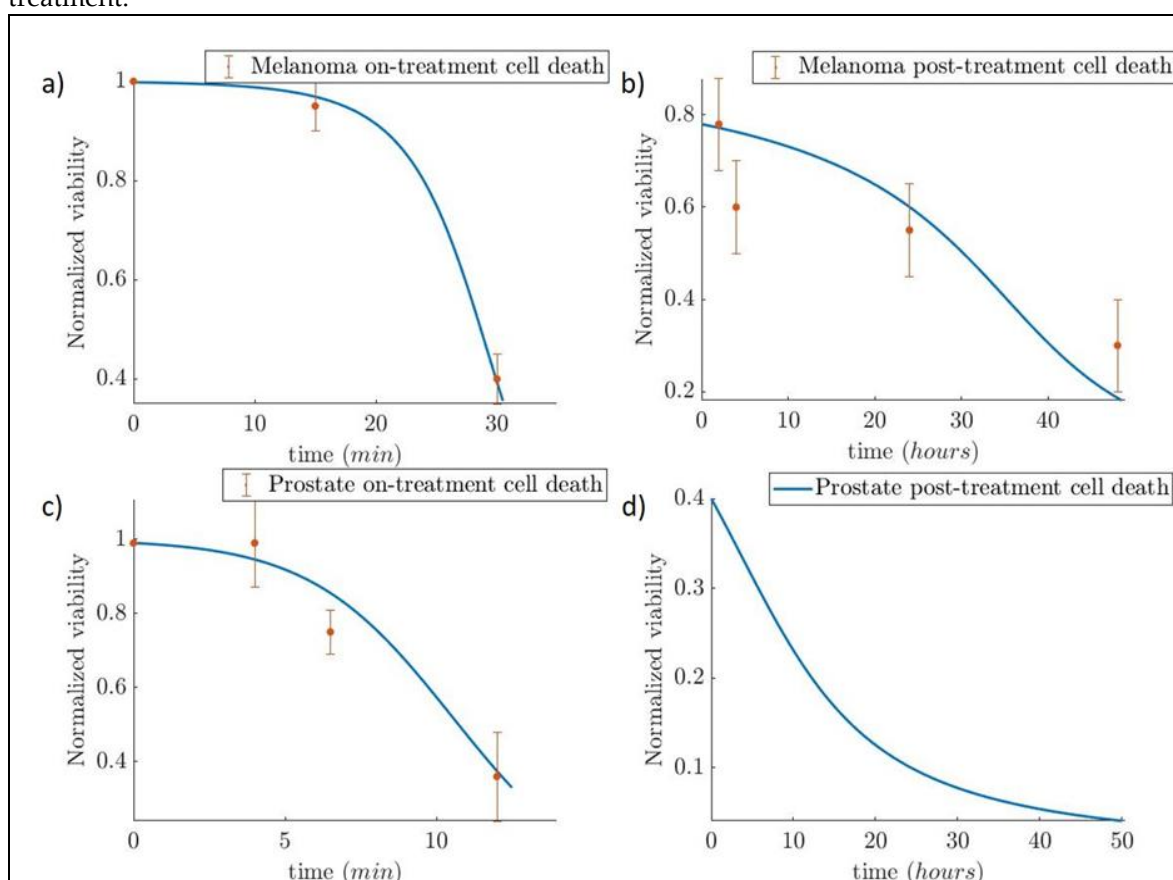 treatment.
a)
Melanoma on-treatment cell death
1
0.8
0.6
0.4
Normalized viability
0
10
20
30
time (min)
b)
Melanoma post-treatment cell death
0.8
0.6
0.4
0.2
Normalized viability
0
10
20
30
40
time (hours)
c)
Prostate on-treatment cell death
1
0.8
0.6
0.4
Normalized viability
0
5
10
time (min)
d)
Prostate post-treatment cell death
0.4
0.3
0.2
0.1
Normalized viability
0
10
20
30
40
50
time (hours)